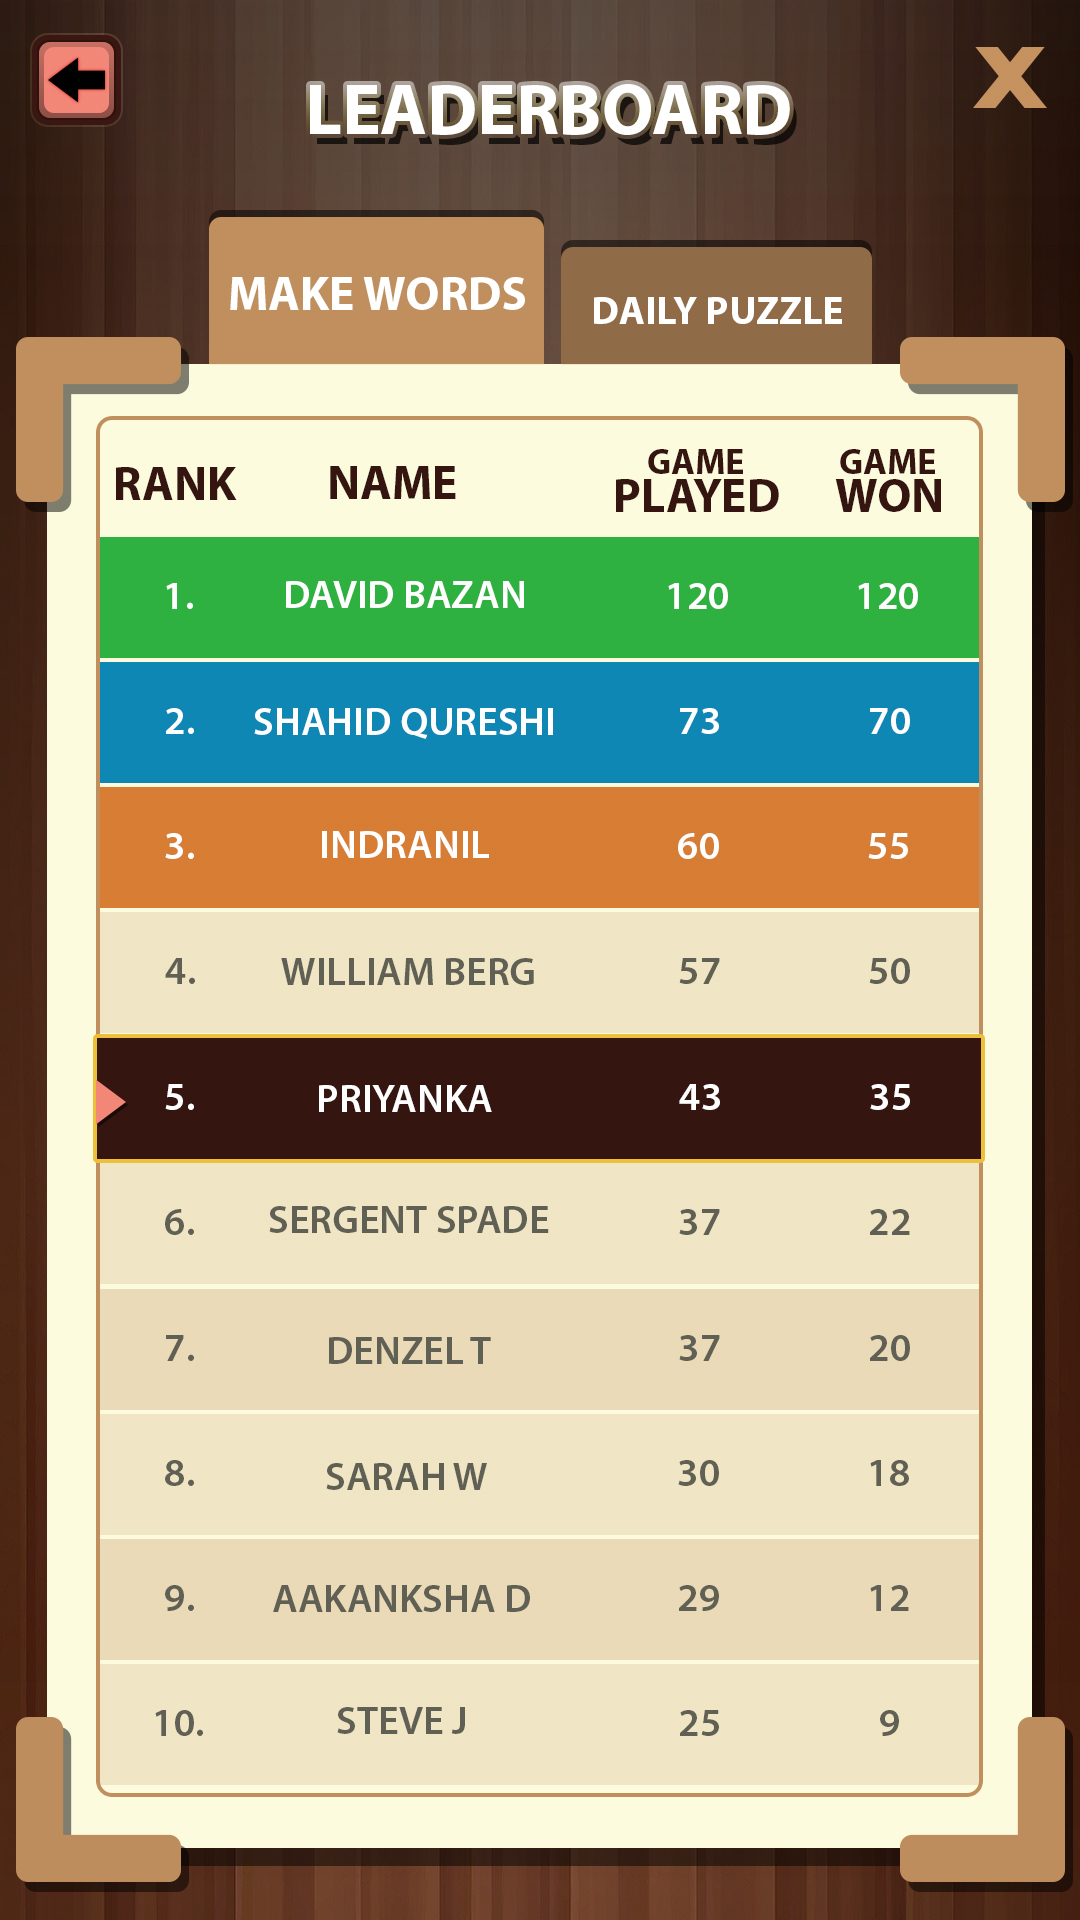 X
LEADERBOARD
MAKE WORDS
DAILY PUZZLE
RANK NAME GAME PLAYED GAME WON
1. DAVID BAZAN 120 120
2. SHAHID QURESHI 73 70
3. INDRANIL 60 55
4. WILLIAM BERG 57 50
5. PRIYANKA 43 35
6. SERGENT SPADE 37 22
7. DENZEL T 37 20
8. SARAH W 30 18
9. AAKANKSHA D 29 12
10. STEVE J 25 9